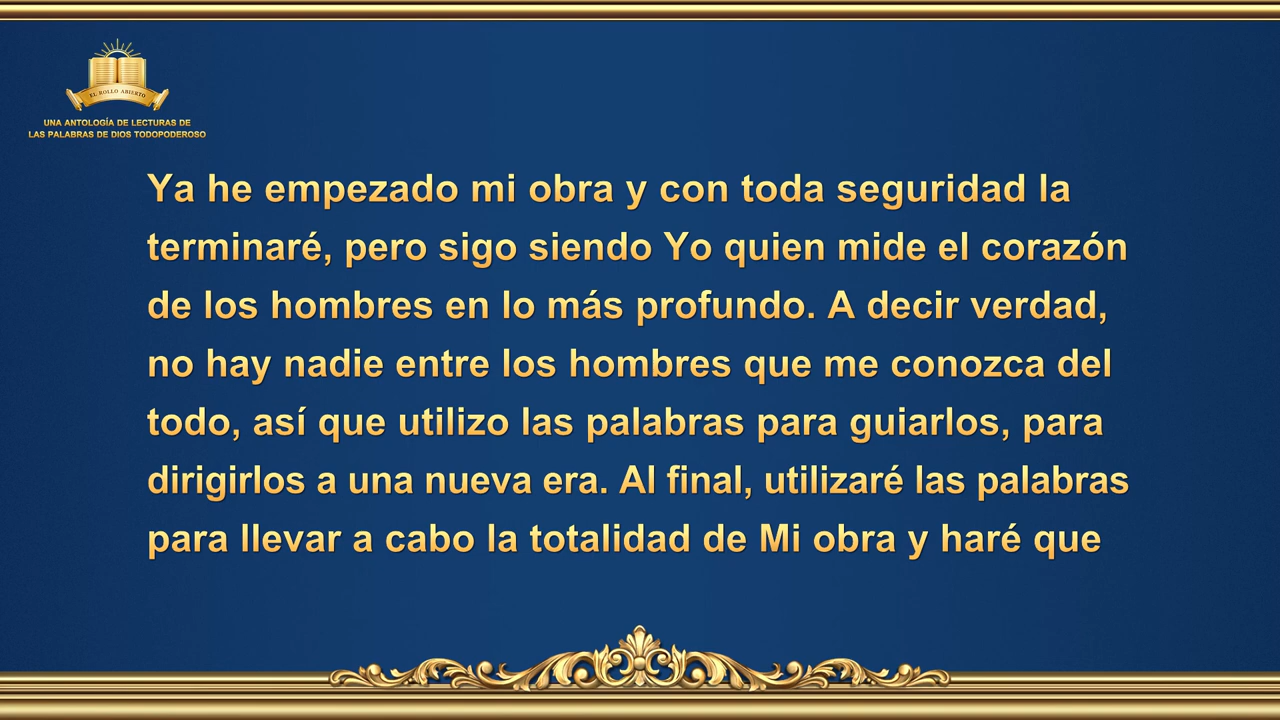 EL ROLLO ABIERTO
UNA ANTOLOGÍA DE LECTURAS DE
LAS PALABRAS DE DIOS TODOPODEROSO
Ya he empezado mi obra y con toda seguridad la
terminaré, pero sigo siendo Yo quien mide el corazón
de los hombres en lo más profundo. A decir verdad,
no hay nadie entre los hombres que me conozca del
todo, así que utilizo las palabras para guiarlos, para
dirigirlos a una nueva era. Al final, utilizaré las palabras
para llevar a cabo la totalidad de Mi obra y haré que